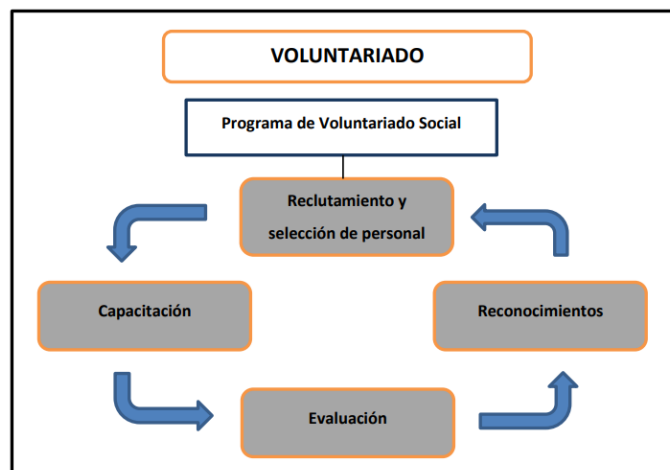 VOLUNTARIADO
Programa de Voluntariado Social
Reclutamiento y
selección de personal
Capacitación
Reconocimientos
Evaluación